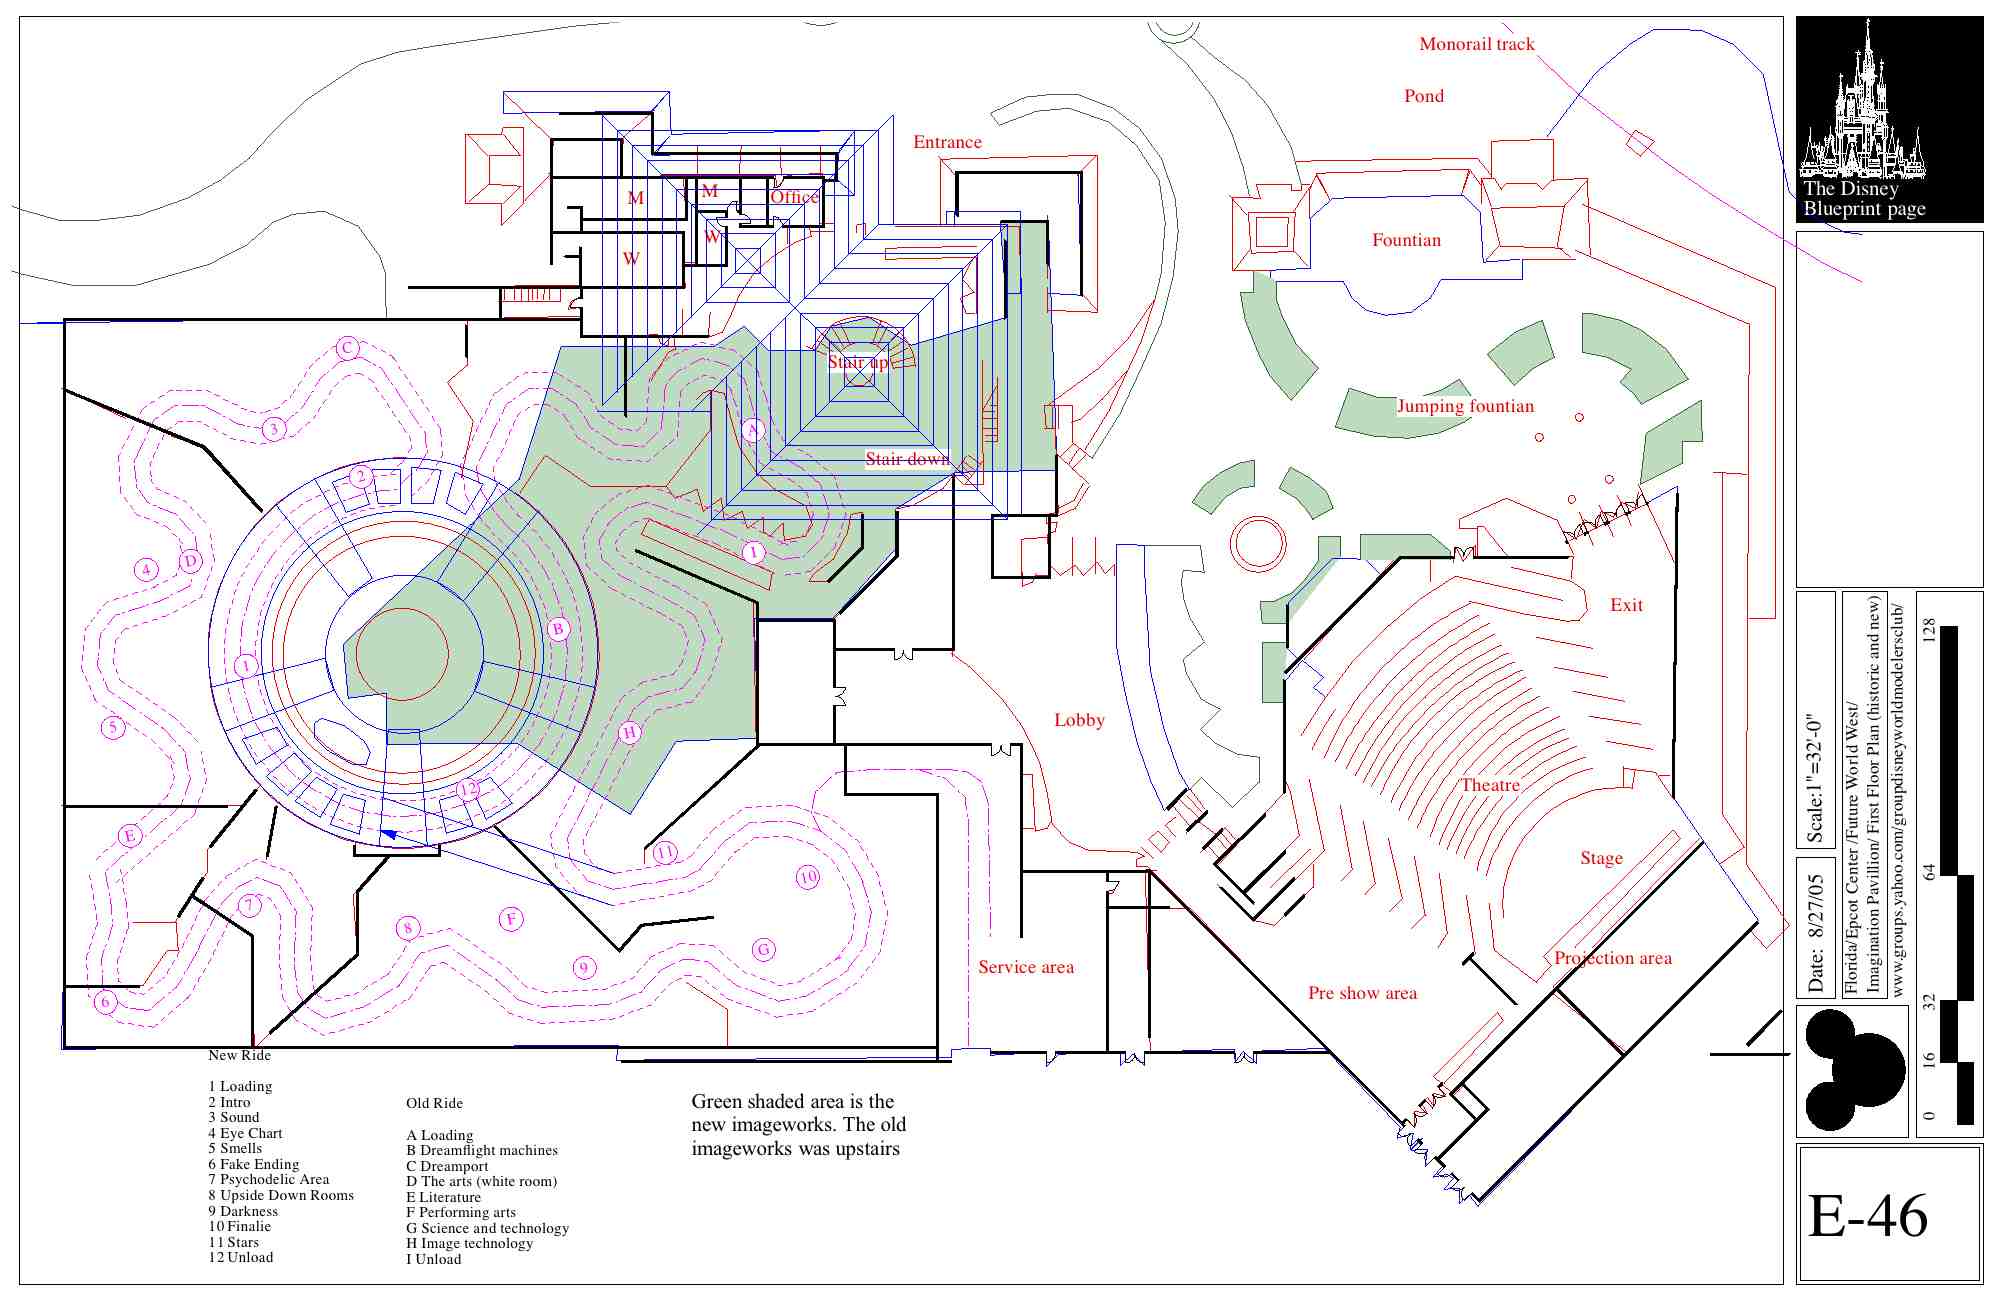 Monorail track
Pond
Entrance
Fountian
M
M
Office
W
W
Stair up
Stair down
Jumping fountian
Exit
Lobby
Theatre
Stage
Service area
Pre show area
Projection area
C
3
2
A
4
D
I
B
1
5
H
12
E
11
10
7
8
F
9
G
6
New Ride
1 Loading
2 Intro
3 Sound
4 Eye Chart
5 Smells
6 Fake Ending
7 Psychodelic Area
8 Upside Down Rooms
9 Darkness
10 Finalie
11 Stars
12 Unload
Old Ride
A Loading
B Dreamflight machines
C Dreamport
D The arts (white room)
E Literature
F Performing arts
G Science and technology
H Image technology
I Unload
Green shaded area is the
new imageworks. The old
imageworks was upstairs
The Disney
Blueprint page
Scale:1"=32'-0"
Date: 8/27/05
Florida/Epcot Center /Future World West/
Imagination Pavillion/ First Floor Plan (historic and new)
www.groups.yahoo.com/groupdisneyworldmodelersclub/
128
64
32
16
0
E-46